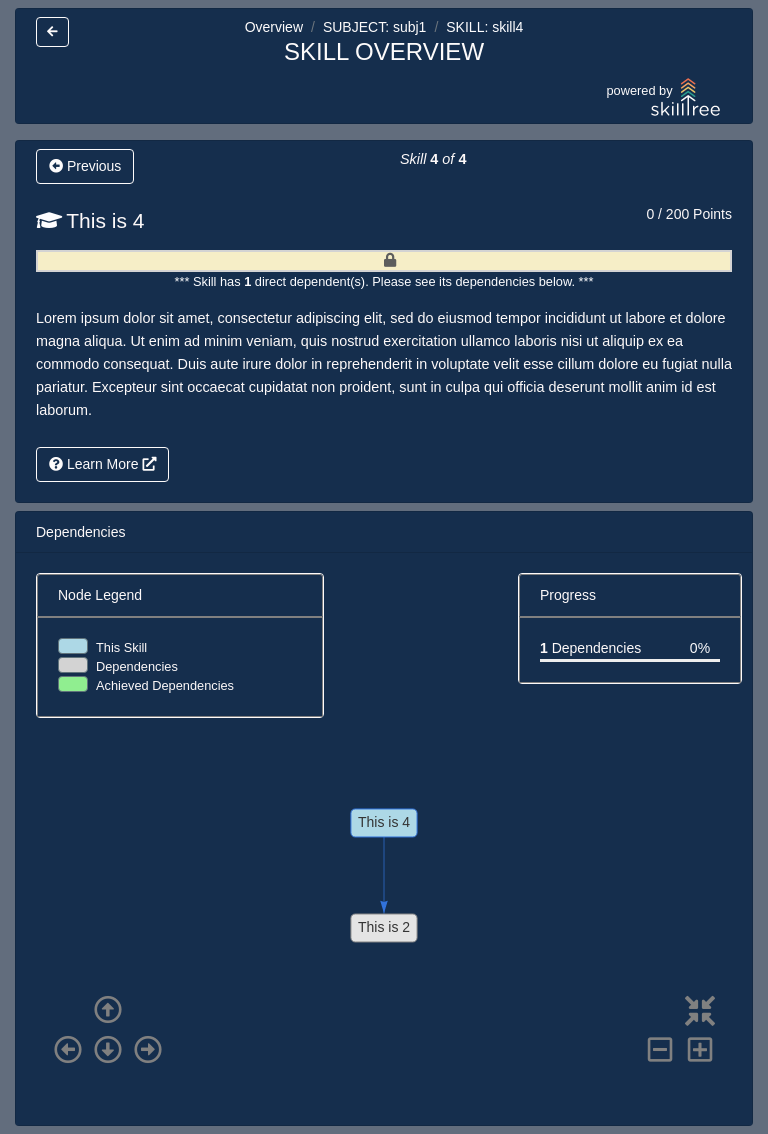 Overview / SUBJECT: subj1 / SKILL: skill4
SKILL OVERVIEW
powered by
skilltree
Previous
Skill 4 of 4
This is 4
0 / 200 Points
*** Skill has 1 direct dependent(s). Please see its dependencies below. ***
Lorem ipsum dolor sit amet, consectetur adipiscing elit, sed do eiusmod tempor incididunt ut labore et dolore
magna aliqua. Ut enim ad minim veniam, quis nostrud exercitation ullamco laboris nisi ut aliquip ex ea
commodo consequat. Duis aute irure dolor in reprehenderit in voluptate velit esse cillum dolore eu fugiat nulla
pariatur. Excepteur sint occaecat cupidatat non proident, sunt in culpa qui officia deserunt mollit anim id est
laborum.
Learn More
Dependencies
Node Legend
This Skill
Dependencies
Achieved Dependencies
Progress
1 Dependencies 0%
This is 4
This is 2